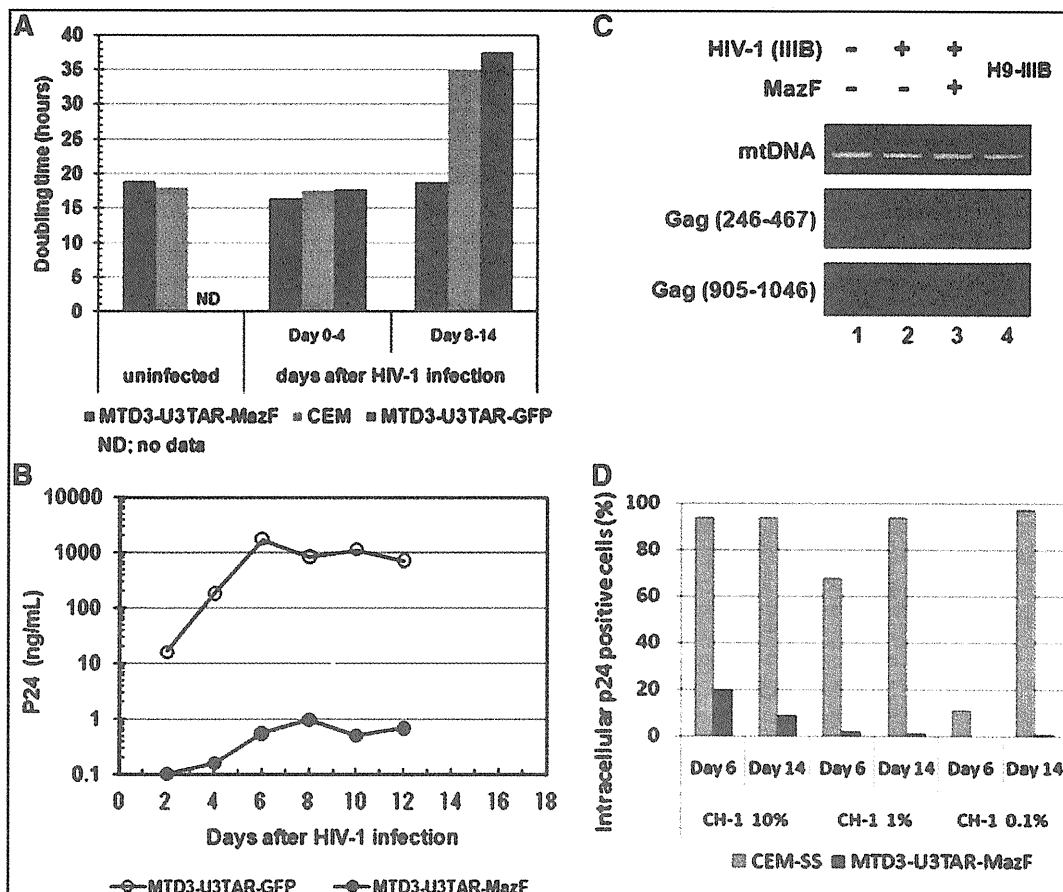 A
Doubling time (hours)
40
35
30
25
20
15
10
5
0
ND
Day 0-4
Day 8-14
uninfected
days after HIV-1 infection
MTD3-U3TAR-MazF CEM MTD3-U3TAR-GFP
ND; no data
B
P24 (ng/mL)
10000
1000
100
10
1
0.1
0 2 4 6 8 10 12 14 16 18
Days after HIV-1 infection
MTD3-U3TAR-GFP MTD3-U3TAR-MazF
C
HIV-1 (IIIB) - + +
H9-IIIB
MazF - - +
mtDNA
Gag (246-467)
Gag (905-1046)
1 2 3 4
D
Intracellular p24 positive cells (%)
100
80
60
40
20
0
Day 6 Day 14 Day 6 Day 14 Day 6 Day 14
CH-1 10% CH-1 1% CH-1 0.1%
CEM-SS MTD3-U3TAR-MazF